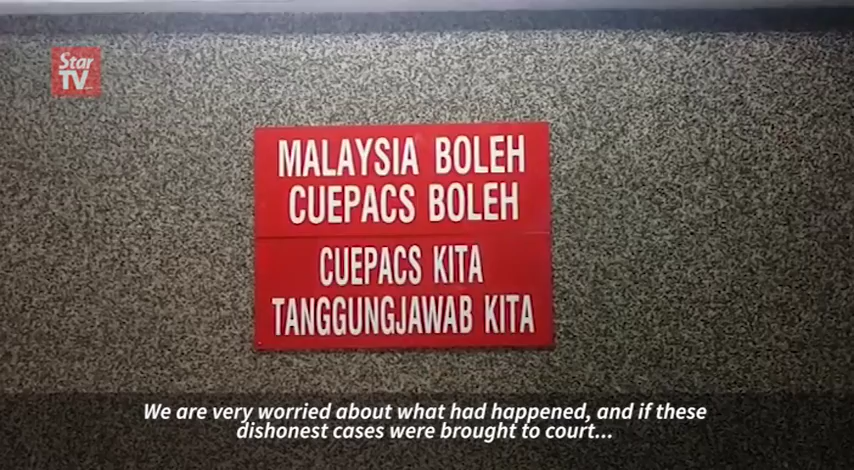 Star
TV
MALAYSIA BOLEH
CUEPACS BOLEH
CUEPACS KITA
TANGGUNGJAWAB KITA
We are very worried about what had happened, and if these
dishonest cases were brought to court...